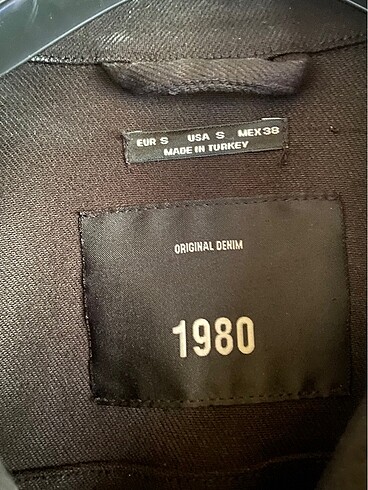 EUR S USA S MEX 38
MADE IN TURKEY
ORIGINAL DENIM
1980